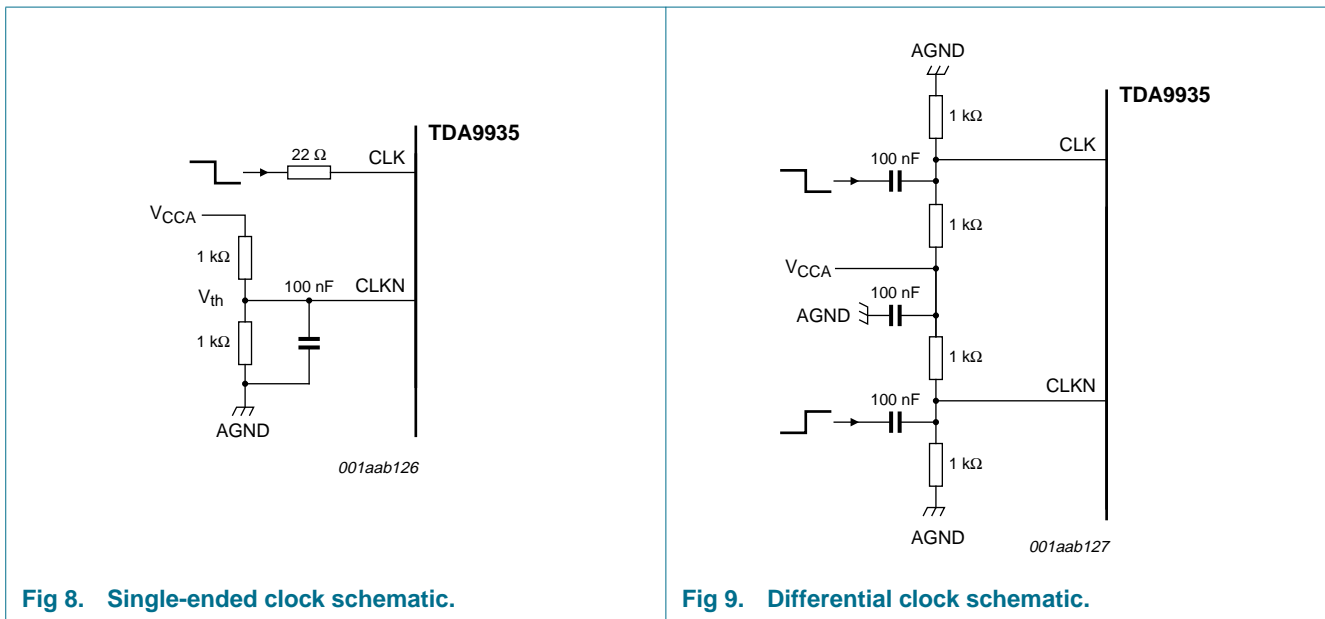 TDA9935
22 Ω
CLK
VCCA
1 kΩ
Vth
100 nF
CLKN
1 kΩ
AGND
001aab126
Fig 8. Single-ended clock schematic.
AGND
TDA9935
1 kΩ
CLK
100 nF
1 kΩ
VCCA
100 nF
AGND
1 kΩ
CLKN
100 nF
1 kΩ
AGND
001aab127
Fig 9. Differential clock schematic.